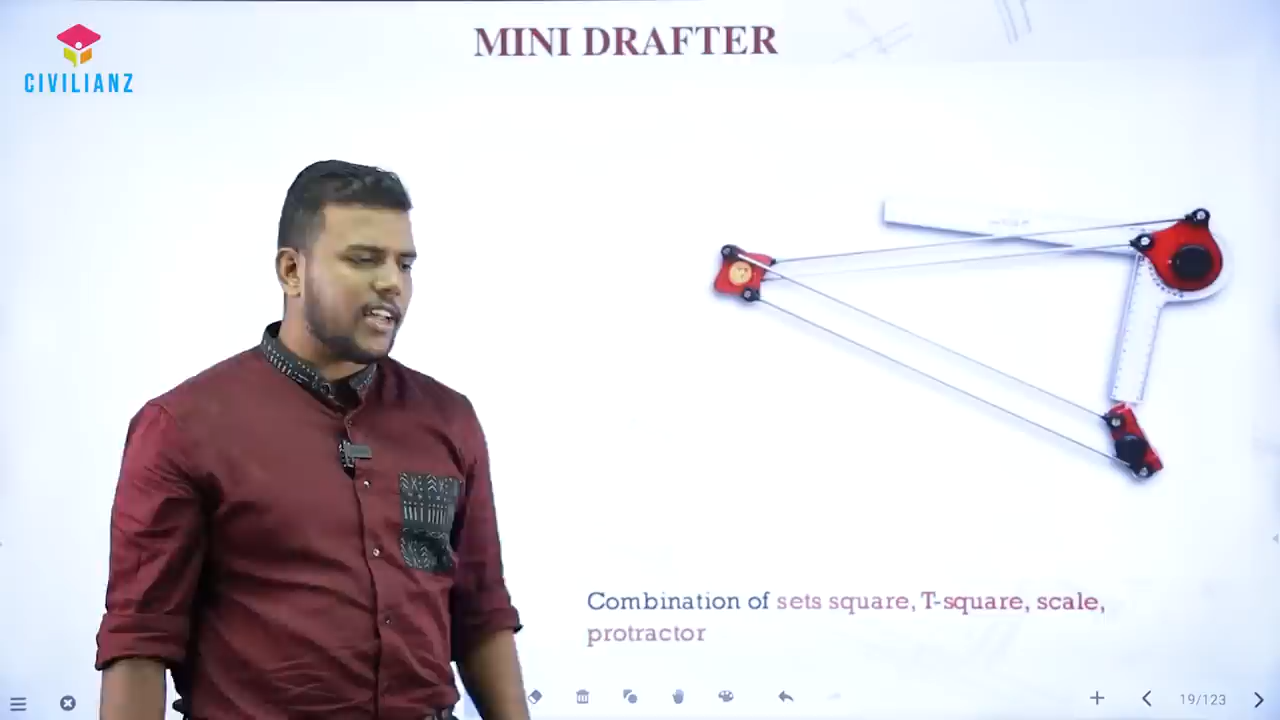 MINI DRAFTER
CIVILIANZ
Combination of sets square, T-square, scale,
protractor
19/123